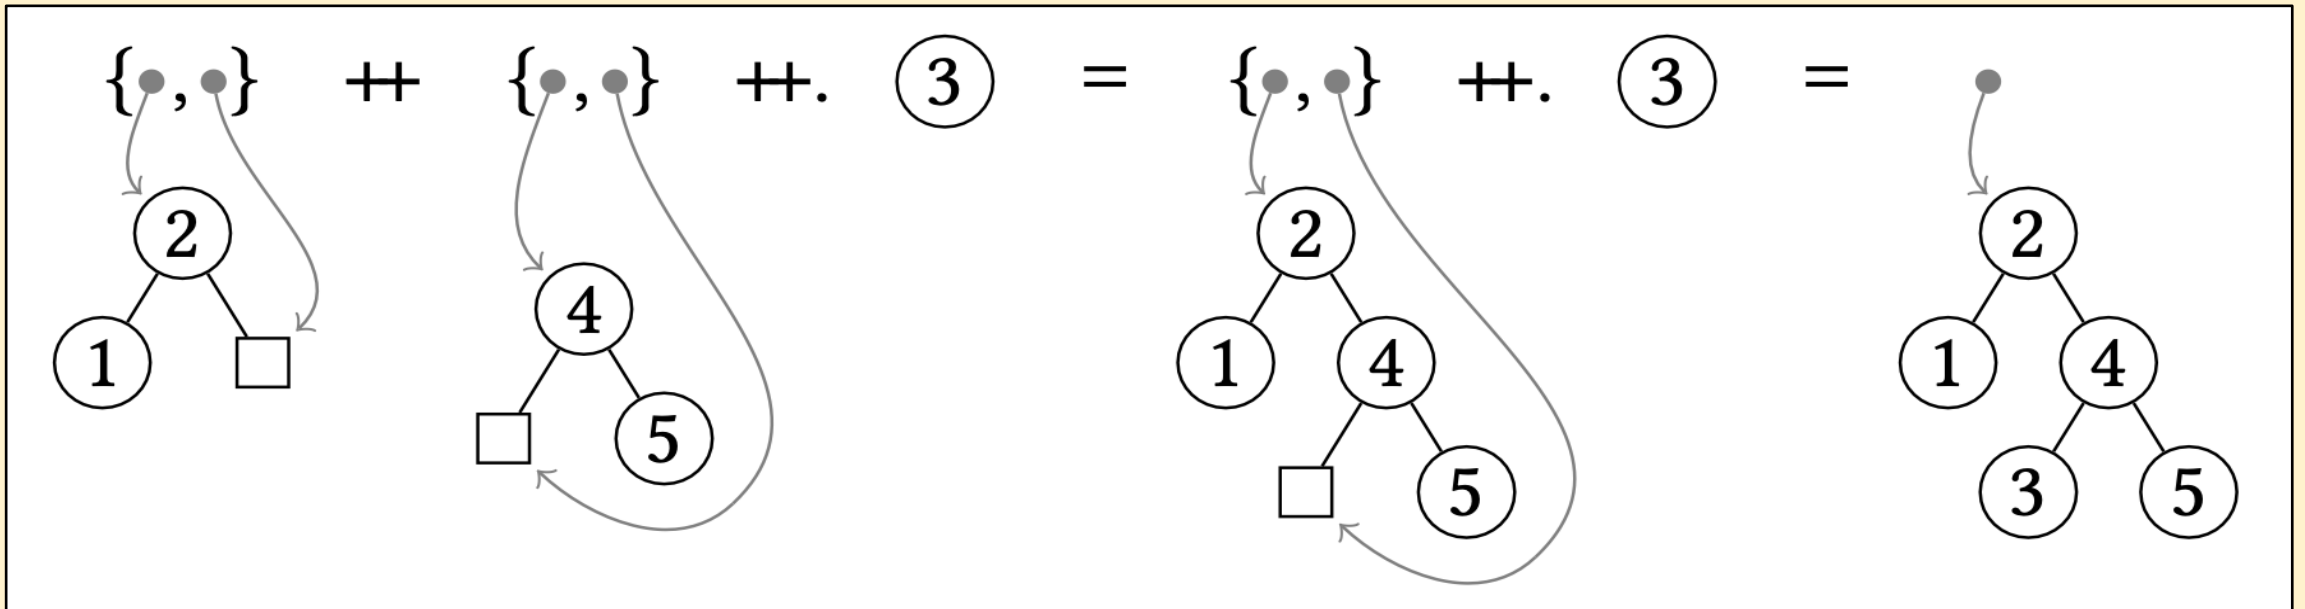 { , } ++ { , } ++. 3 = { , } ++. 3 =
2 2 2
4
1 1 4 1 4
5
5 3 5